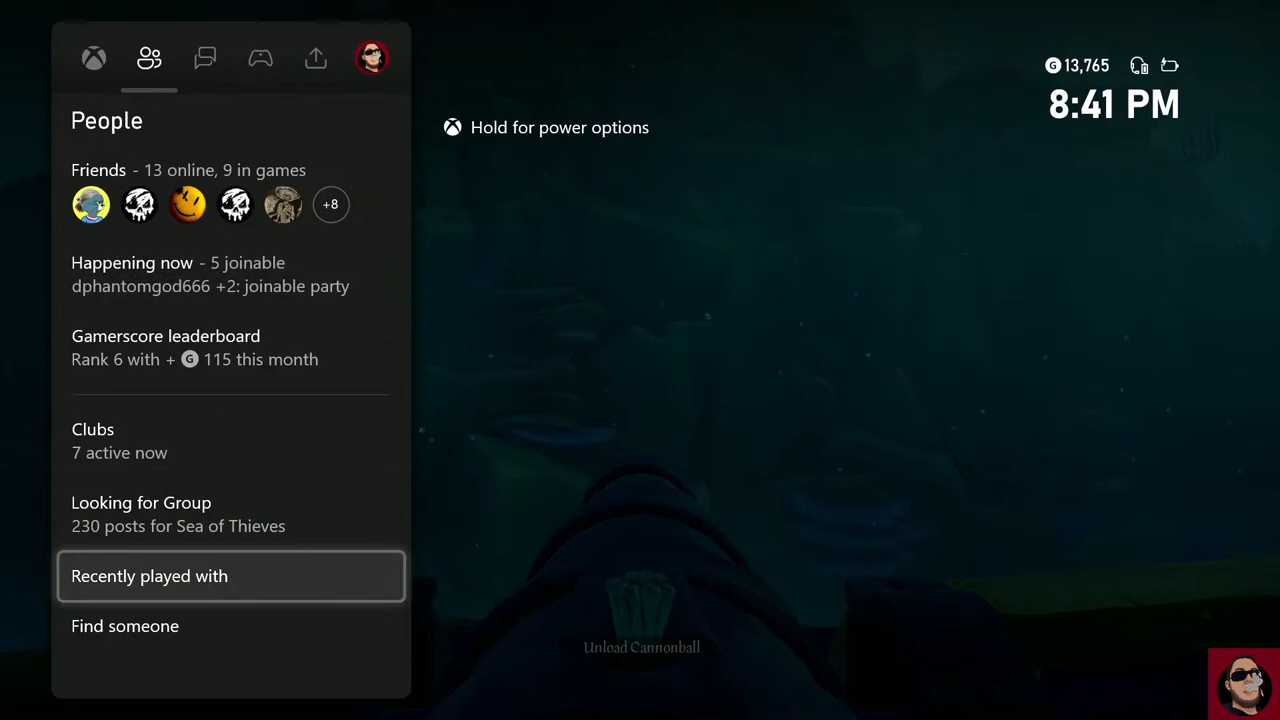 G 13,765
8:41 PM
People
Hold for power options
Friends - 13 online, 9 in games
+8
Happening now - 5 joinable
dphantomgod666 +2: joinable party
Gamerscore leaderboard
Rank 6 with + G 115 this month
Clubs
7 active now
Looking for Group
230 posts for Sea of Thieves
Recently played with
Find someone
Unload Cannonball